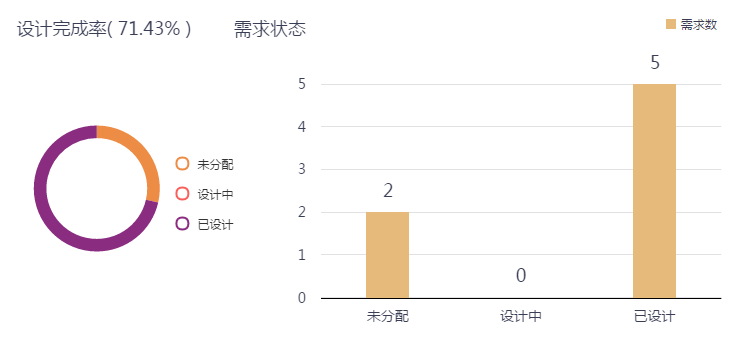 设计完成率( 71.43% )
未分配
设计中
已设计
需求状态
需求数
5
4
3
2
1
0
2
0
5
未分配
设计中
已设计